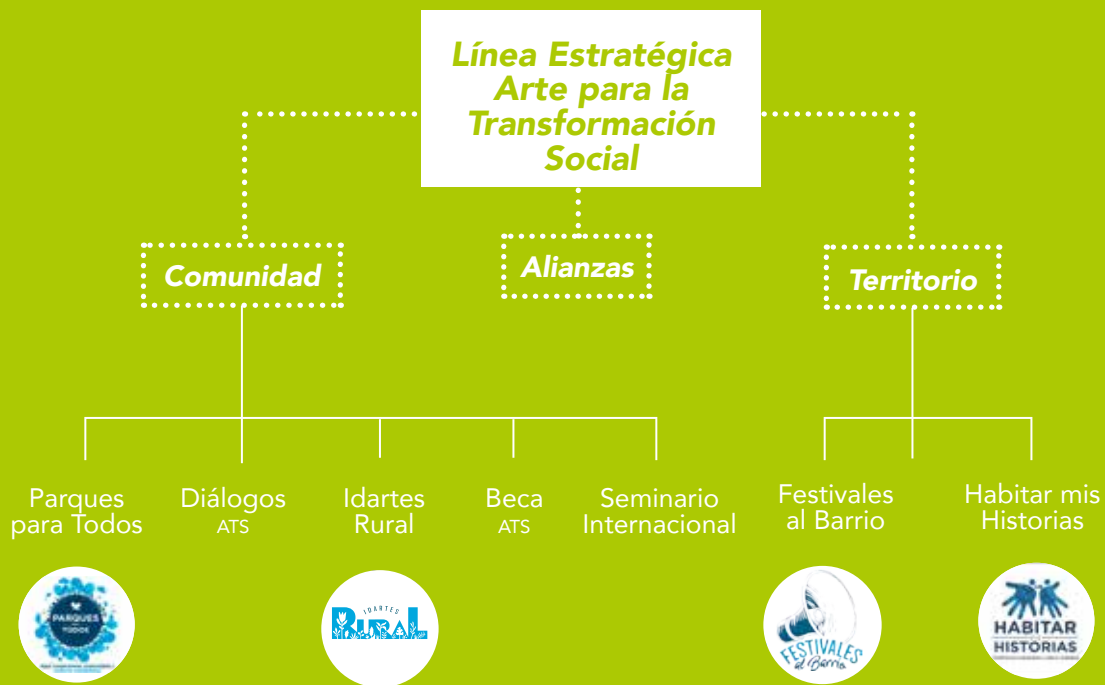 Línea Estratégica
Arte para la
Transformación
Social
Comunidad
Alianzas
Territorio
Parques
para Todos
Diálogos
ATS
Idartes
Rural
Beca
ATS
Seminario
Internacional
Festivales
al Barrio
Habitar mis
Historias
PARQUES
TODOS
IDARTES
RURAL
FESTIVALES
al Barrio
HABITAR
HISTORIAS